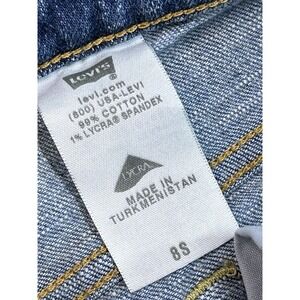 LEVI'S
levi.com
(800) USA-LEVI
99% COTTON
1% LYCRA® SPANDEX
LYCRA
MADE IN
TURKMENISTAN
8S